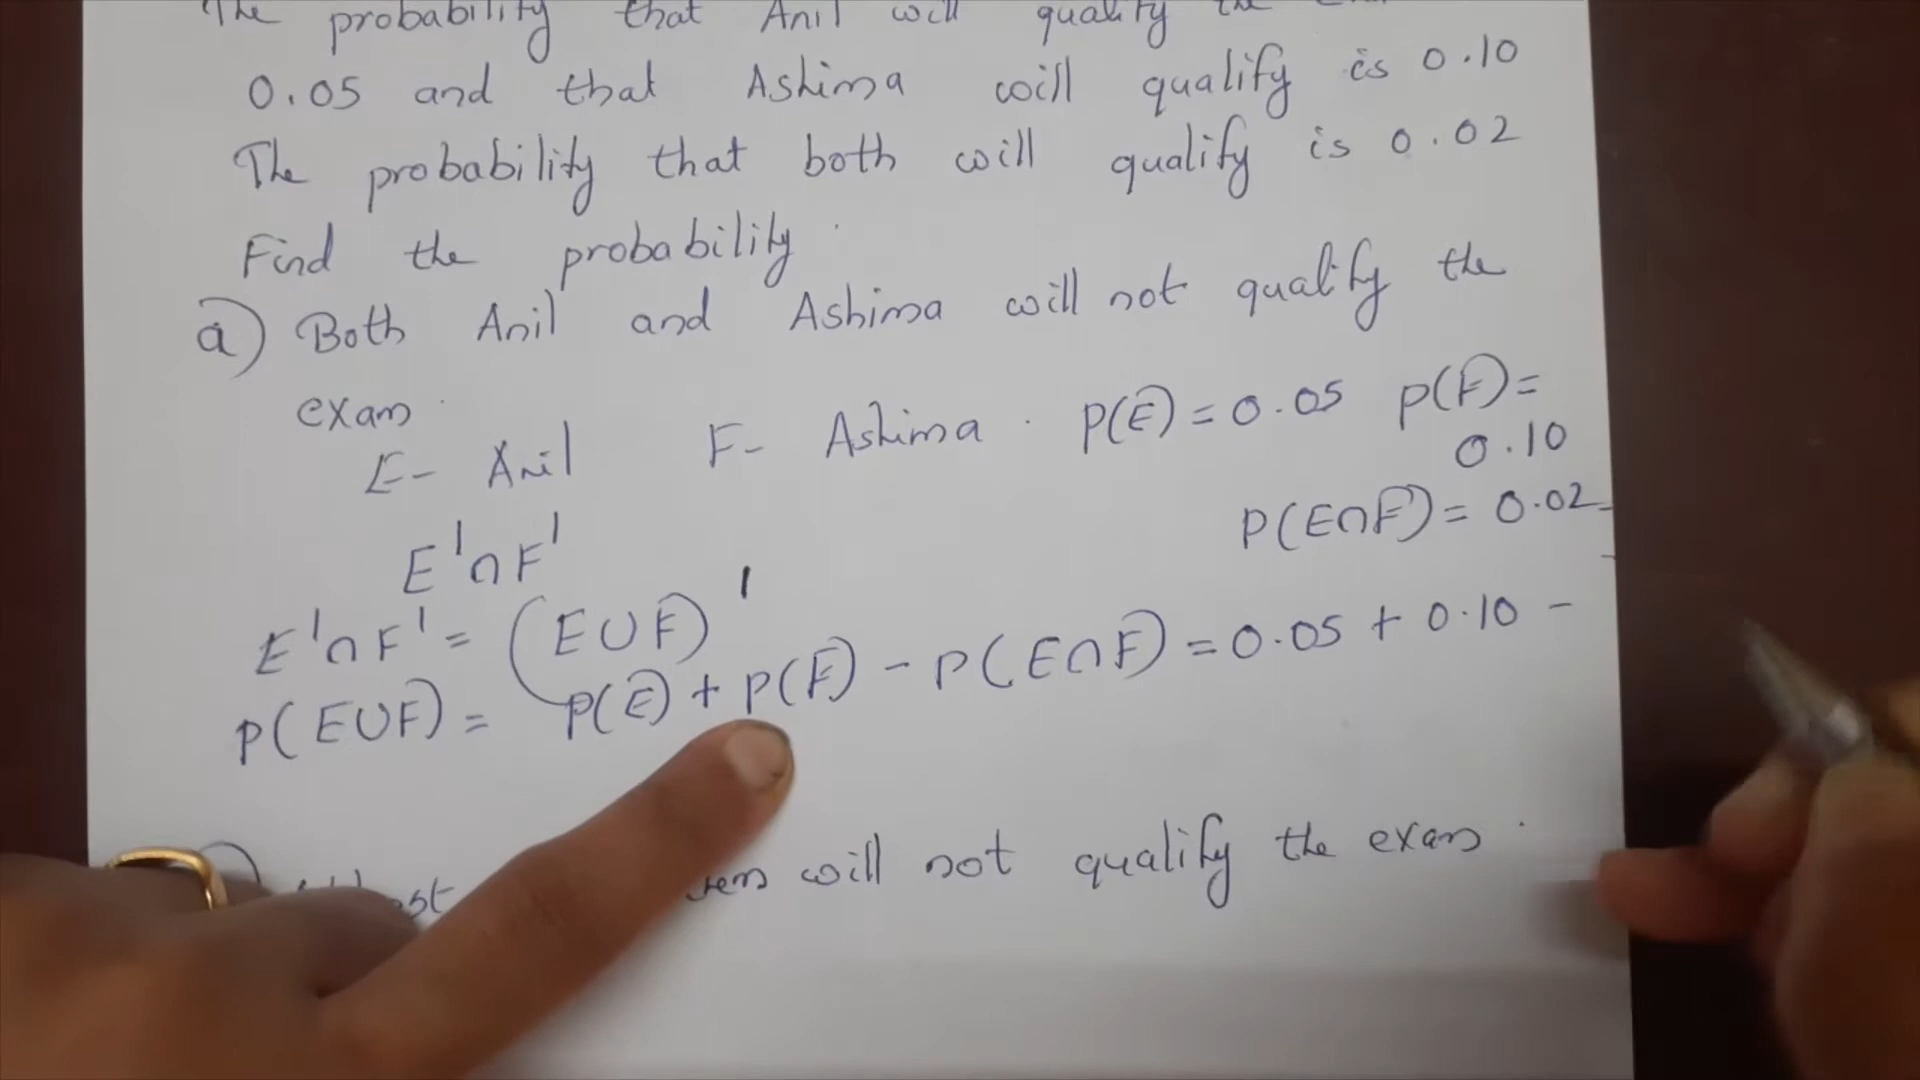 The probability that Anil will qualify the
0.05 and that Ashima will qualify is 0.10
The probability that both will qualify is 0.02
Find the probability.
a) Both Anil and Ashima will not qualify the
exam.
E- Anil F- Ashima. P(E) = 0.05 P(F) =
0.10
P(E∩F) = 0.02
E'∩F'
E'∩F' = (E∪F)'
P(E∪F) = P(E) + P(F) - P(E∩F) = 0.05 + 0.10 -
will not qualify the exam.